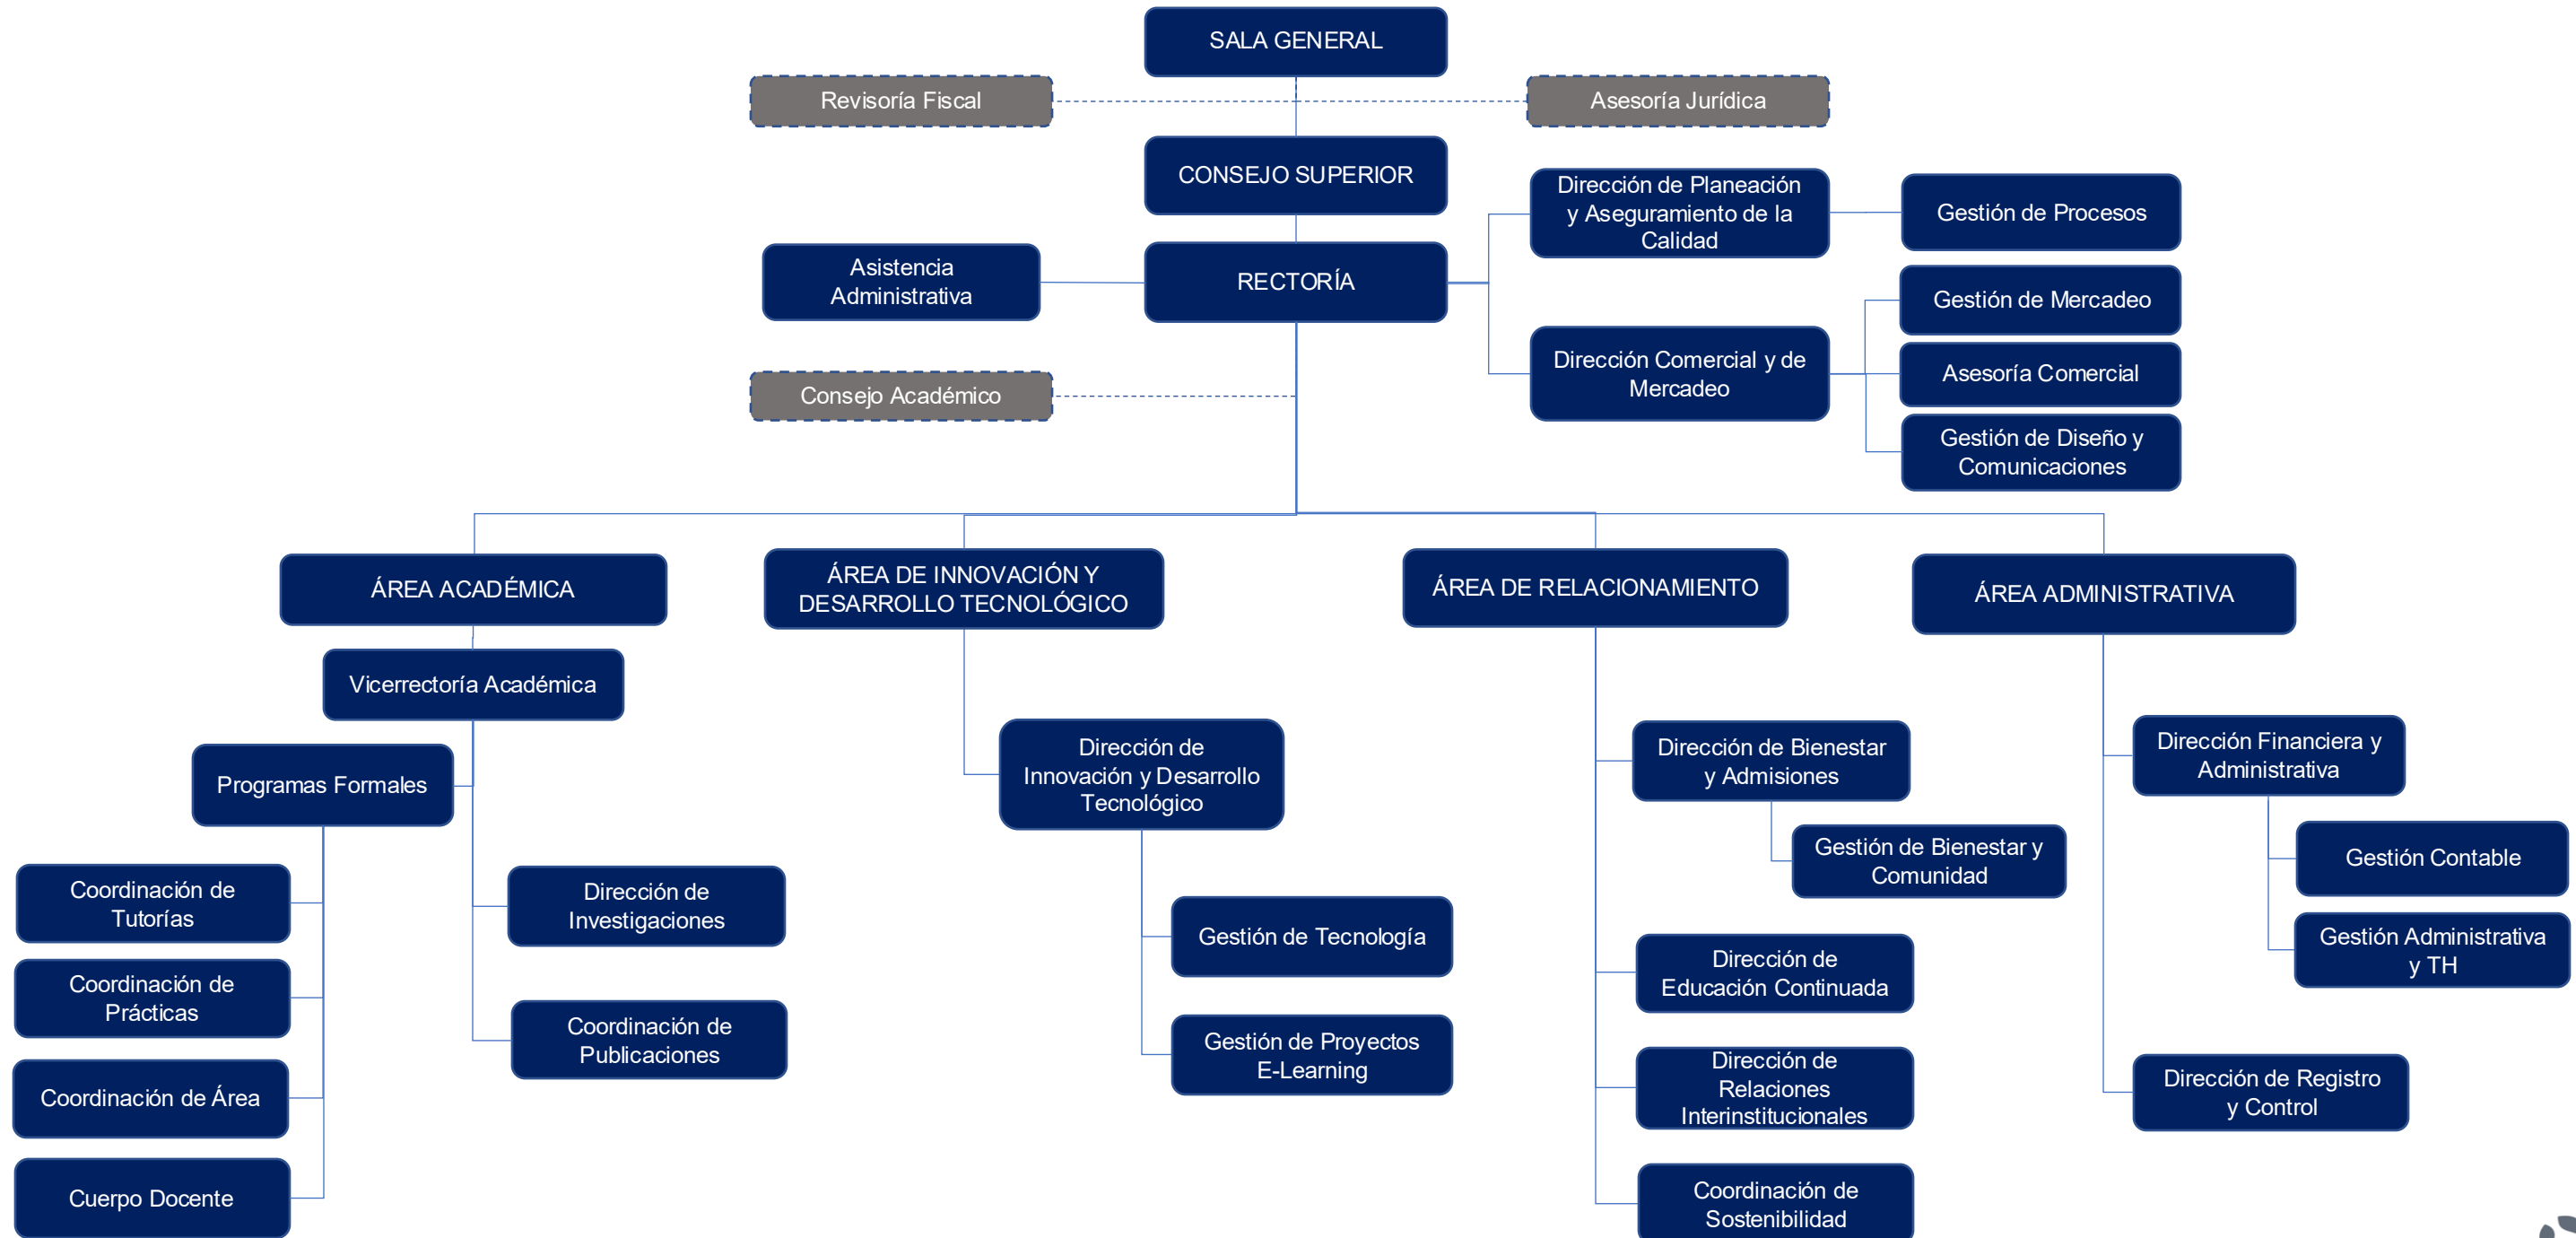 SALA GENERAL
Revisoría Fiscal
Asesoría Jurídica
CONSEJO SUPERIOR
Dirección de Planeación
y Aseguramiento de la
Calidad
Gestión de Procesos
Asistencia
Administrativa
RECTORÍA
Gestión de Mercadeo
Dirección Comercial y de
Mercadeo
Asesoría Comercial
Consejo Académico
Gestión de Diseño y
Comunicaciones
ÁREA ACADÉMICA
ÁREA DE INNOVACIÓN Y
DESARROLLO TECNOLÓGICO
ÁREA DE RELACIONAMIENTO
ÁREA ADMINISTRATIVA
Vicerrectoría Académica
Programas Formales
Coordinación de
Tutorías
Coordinación de
Prácticas
Coordinación de Área
Cuerpo Docente
Dirección de
Investigaciones
Coordinación de
Publicaciones
Dirección de
Innovación y Desarrollo
Tecnológico
Gestión de Tecnología
Gestión de Proyectos
E-Learning
Dirección de Bienestar
y Admisiones
Gestión de Bienestar y
Comunidad
Dirección de
Educación Continuada
Dirección de
Relaciones
Interinstitucionales
Coordinación de
Sostenibilidad
Dirección Financiera y
Administrativa
Gestión Contable
Gestión Administrativa
y TH
Dirección de Registro
y Control